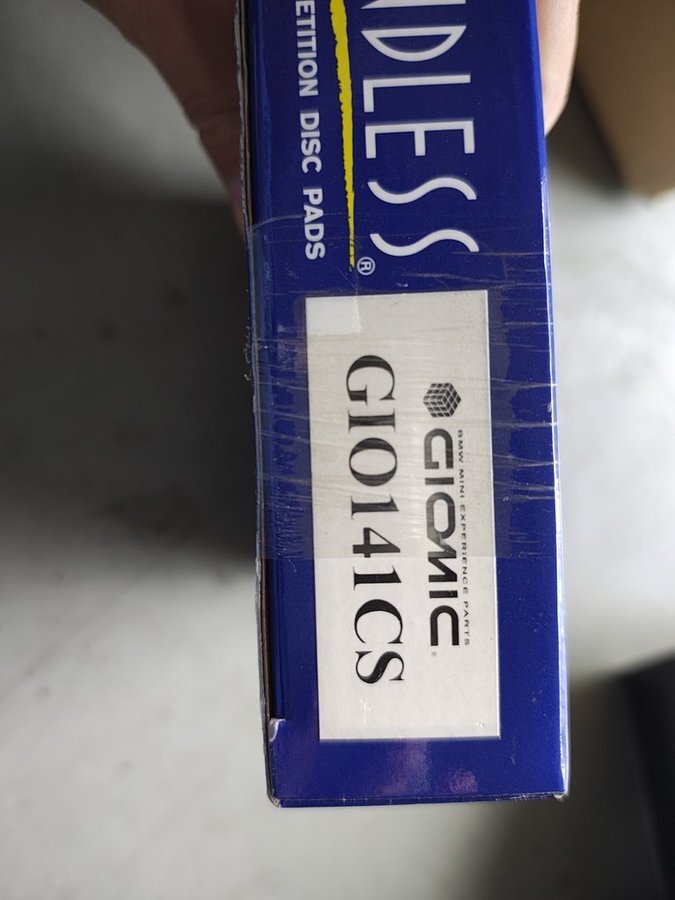 NDLESS®
ETITION DISC PADS
BMW MINI EXPERIENCE PARTS
GIOMIC
GIO141CS